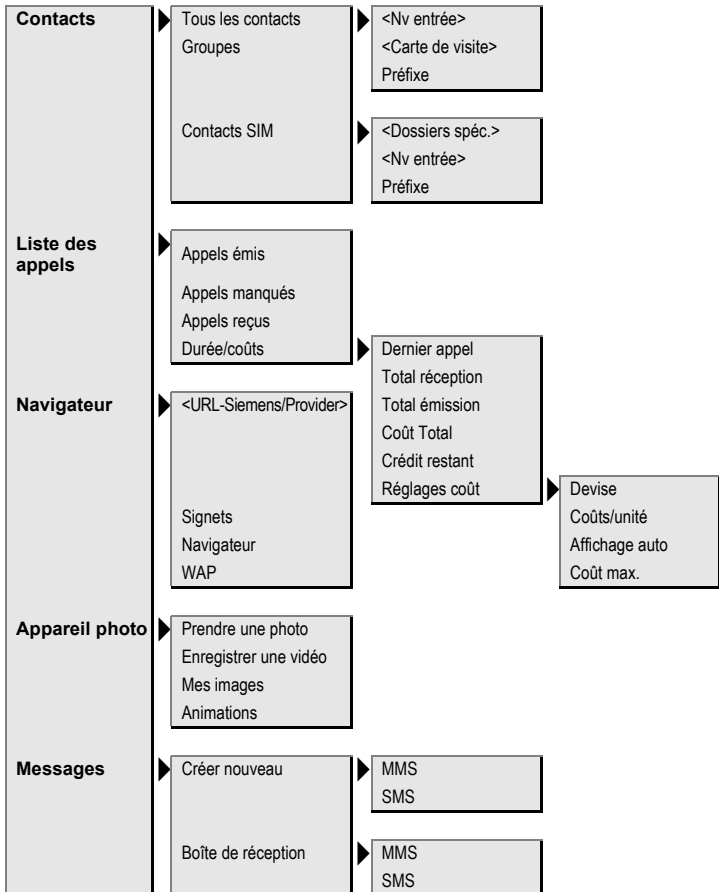 Contacts
Tous les contacts
<Nv entrée>
Groupes
<Carte de visite>
Préfixe
Contacts SIM
<Dossiers spéc.>
<Nv entrée>
Préfixe
Liste des
appels
Appels émis
Appels manqués
Appels reçus
Durée/coûts
Dernier appel
Total réception
Total émission
Coût Total
Crédit restant
Réglages coût
Devise
Coûts/unité
Affichage auto
Coût max.
Navigateur
<URL-Siemens/Provider>
Signets
Navigateur
WAP
Appareil photo
Prendre une photo
Enregistrer une vidéo
Mes images
Animations
Messages
Créer nouveau
MMS
SMS
Boîte de réception
MMS
SMS